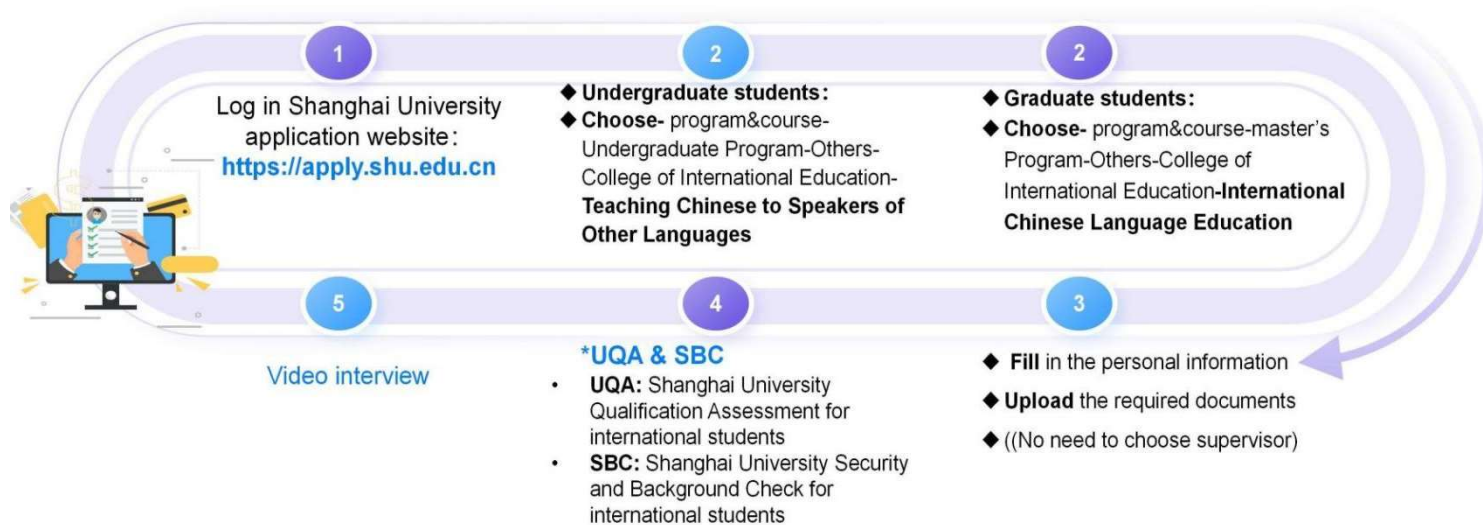 1
Log in Shanghai University
application website：
https://apply.shu.edu.cn
2
◆ Undergraduate students：
◆ Choose- program&course-
Undergraduate Program-Others-
College of International Education-
Teaching Chinese to Speakers of
Other Languages
2
◆ Graduate students：
◆ Choose- program&course-master's
Program-Others-College of
International Education-International
Chinese Language Education
3
◆ Fill in the personal information
◆ Upload the required documents
◆ ((No need to choose supervisor)
4
*UQA & SBC
• UQA: Shanghai University
Qualification Assessment for
international students
• SBC: Shanghai University Security
and Background Check for
international students
5
Video interview